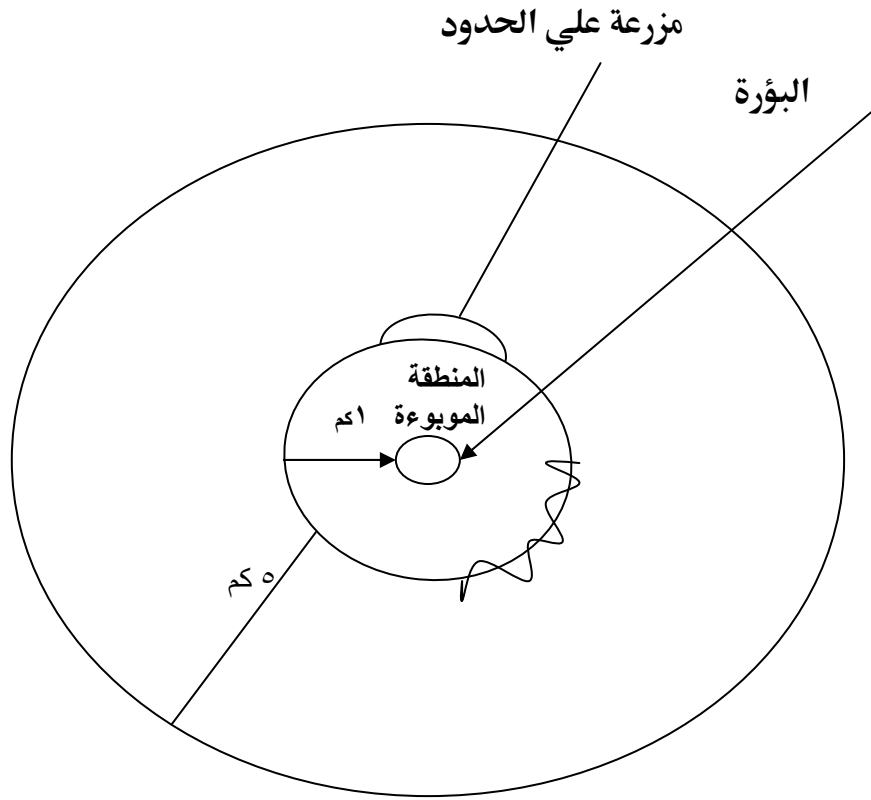 مزرعة علي الحدود
البؤرة
المنطقة
الموبوءة ١كم
٥ كم